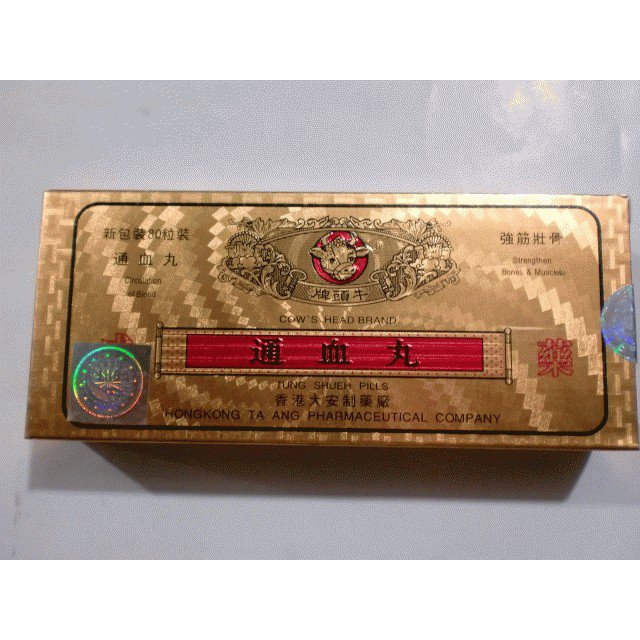 新包裝80粒裝
通血丸
Circulation
of Blood
牌頭牛
COW'S HEAD BRAND
強筋壯骨
Strengthen
Bones & Muscles
通血丸
TUNG SHUEH PILLS
香港大安制藥廠
HONGKONG TA ANG PHARMACEUTICAL COMPANY
藥